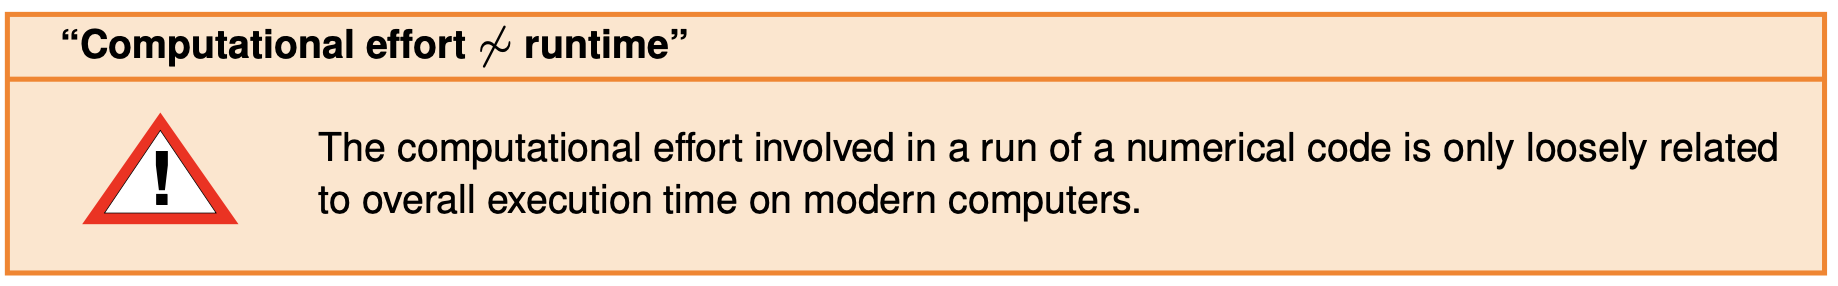 “Computational effort ≁ runtime”
!
The computational effort involved in a run of a numerical code is only loosely related
to overall execution time on modern computers.